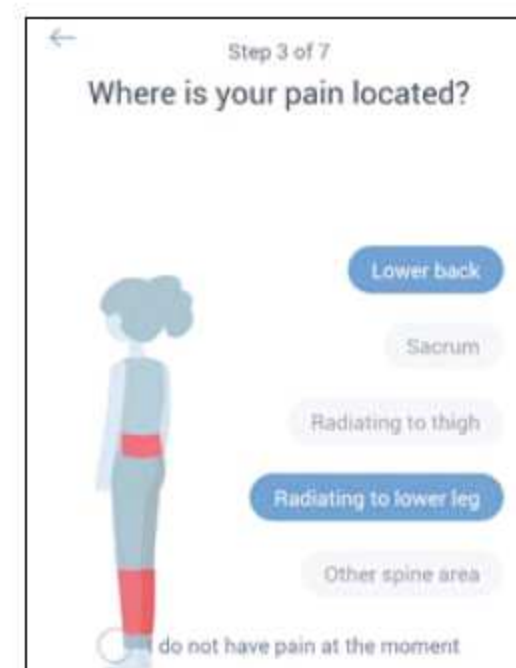 Step 3 of 7
Where is your pain located?
Lower back
Sacrum
Radiating to thigh
Radiating to lower leg
Other spine area
I do not have pain at the moment